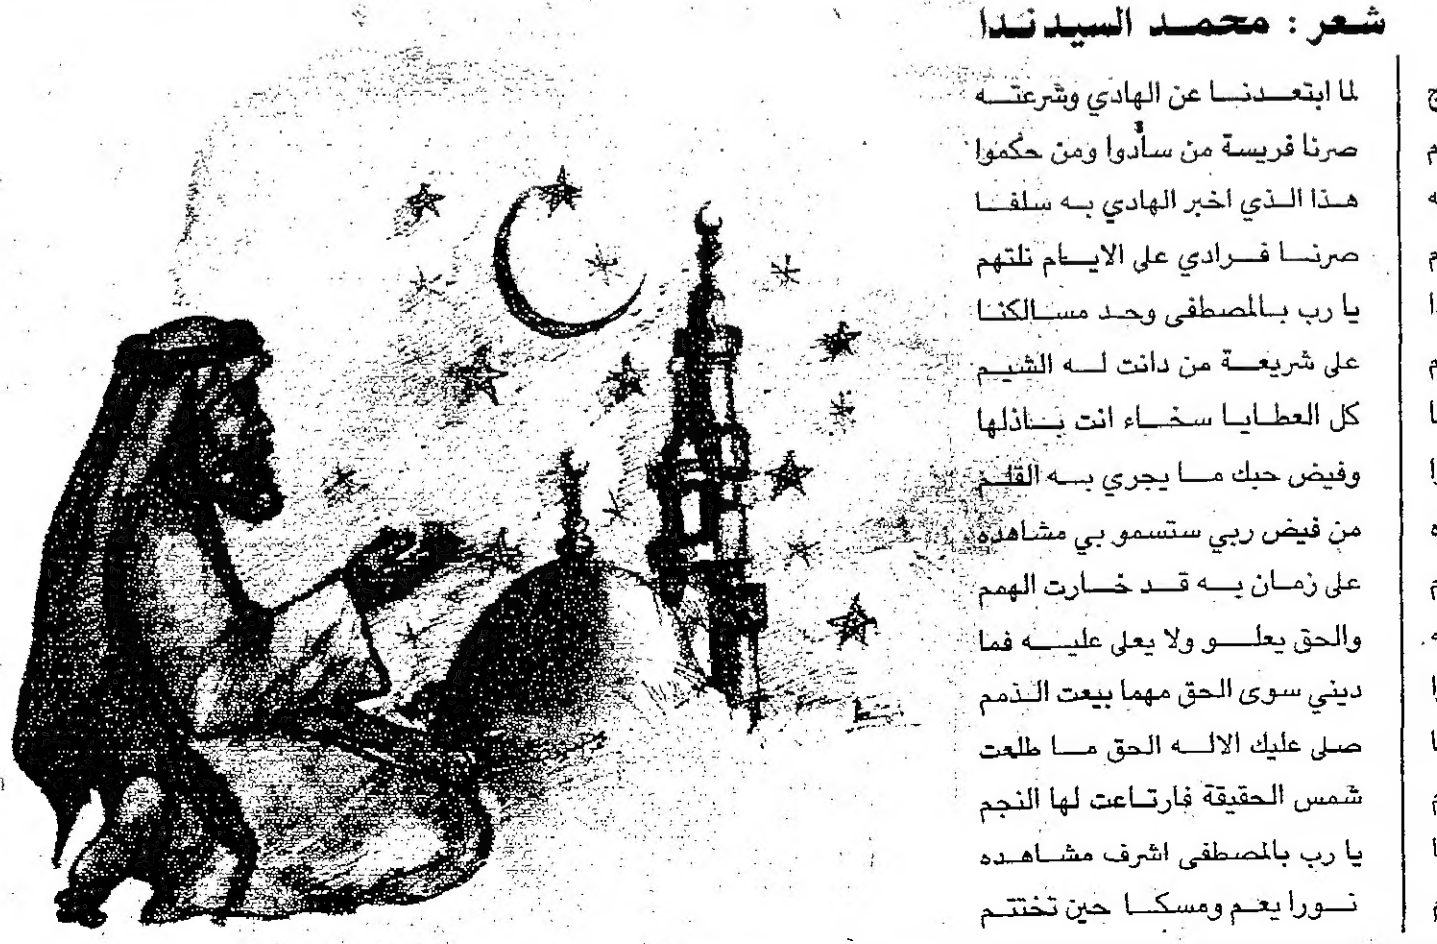 شعر : محمد السيد ندا
لما ابتعدنا عن الهادي وشرعته
صرنا فريسة من سأدوا ومن حكموا
هذا الذي اخبر الهادي به سلفنا
صرنا فرادي على الايام نلتهم
يا رب بالمصطفى وحد مسالكنا
على شريعة من دانت له الشيم
كل العطايا سخاء انت باذلها
وفيض حبك ما يجري به القلم
من فيض ربي ستسمو بي مشاهده
على زمان به قد خارت الهمم
والحق يعلو ولا يعلى عليه فما
ديني سوى الحق مهما بيعت الذمم
صلى عليك الاله الحق ما طلعت
شمس الحقيقة فارتاعت لها النجم
يا رب بالمصطفى اشرف مشاهده
نورا يعم ومسكا حين تختتم